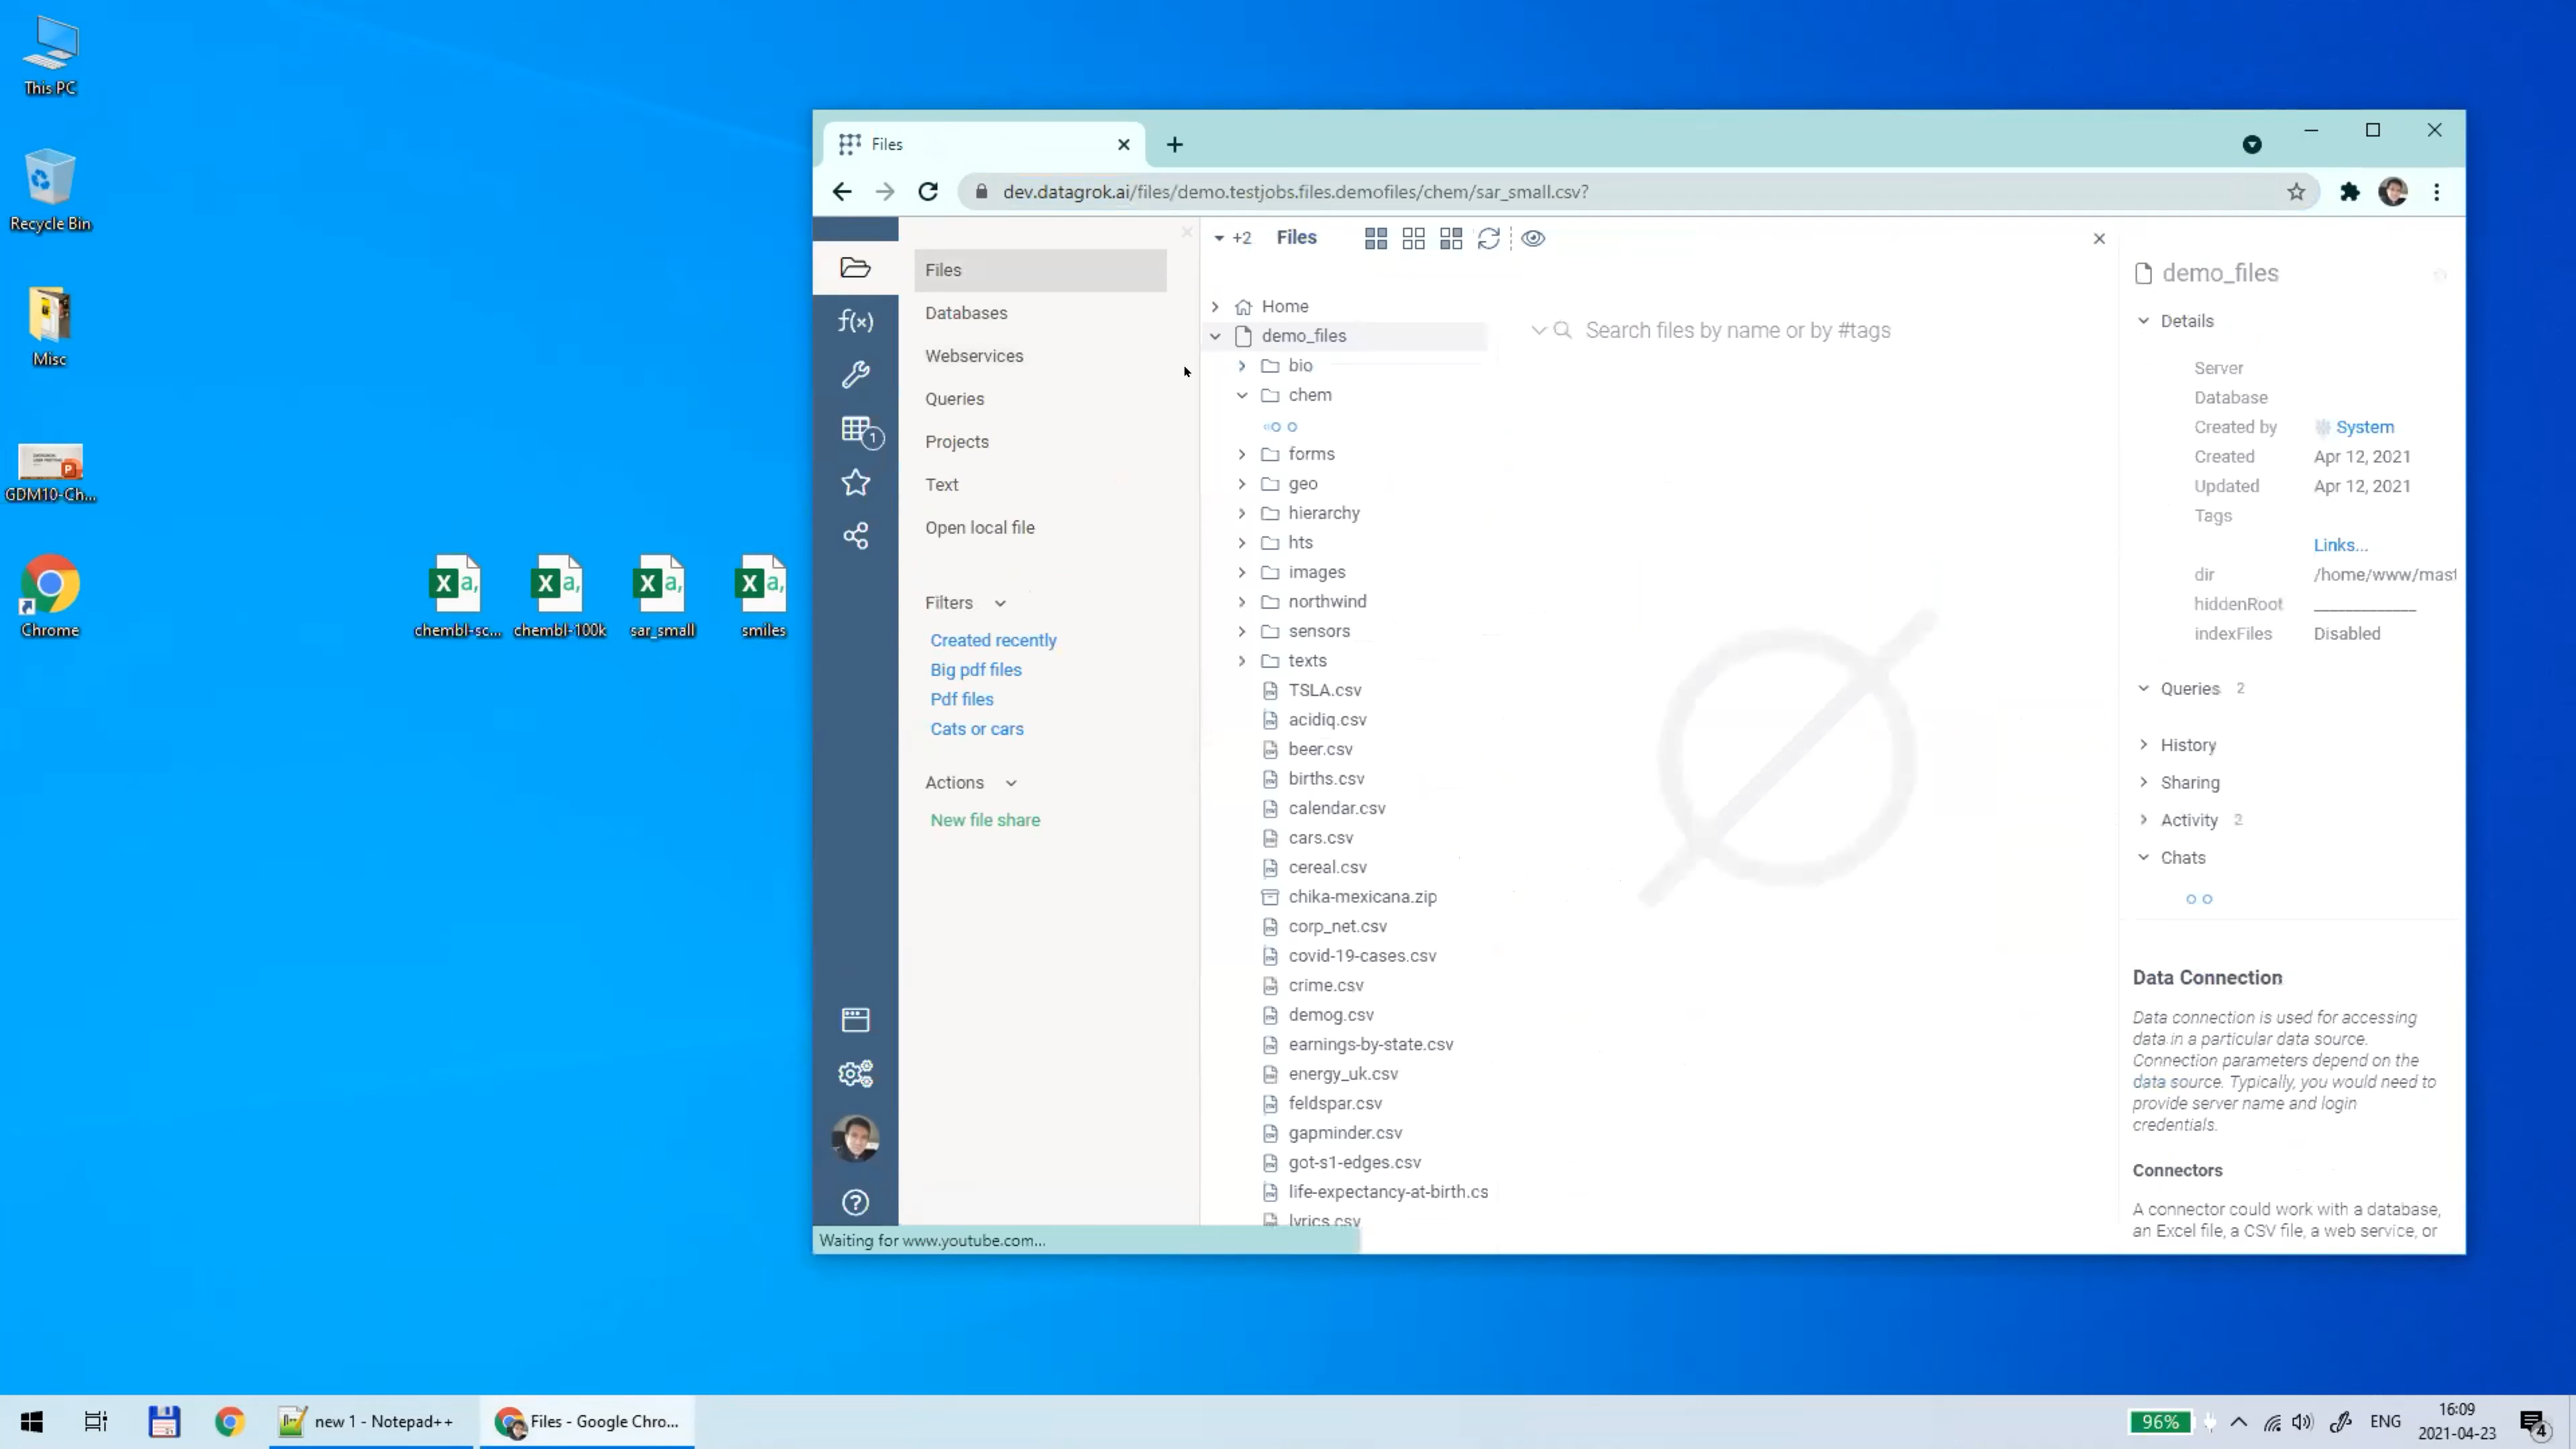 This PC
Recycle Bin
Misc
GDM10-Ch...
Chrome
chembl-sc...
chembl-100k
sar_small
smiles
Files
dev.datagrok.ai/files/demo.testjobs.files.demofiles/chem/sar_small.csv?
Files
Databases
Webservices
Queries
Projects
Text
Open local file
Filters
Created recently
Big pdf files
Pdf files
Cats or cars
Actions
New file share
f(x)
1
+2 Files
Home
demo_files
bio
chem
forms
geo
hierarchy
hts
images
northwind
sensors
texts
TSLA.csv
acidiq.csv
beer.csv
births.csv
calendar.csv
cars.csv
cereal.csv
chika-mexicana.zip
corp_net.csv
covid-19-cases.csv
crime.csv
demog.csv
earnings-by-state.csv
energy_uk.csv
feldspar.csv
gapminder.csv
got-s1-edges.csv
life-expectancy-at-birth.cs
lyrics.csv
Search files by name or by #tags
demo_files
Details
Server
Database
Created by System
Created Apr 12, 2021
Updated Apr 12, 2021
Tags
Links...
dir /home/www/mast
hiddenRoot
indexFiles Disabled
Queries 2
History
Sharing
Activity 2
Chats
Data Connection
Data connection is used for accessing
data in a particular data source.
Connection parameters depend on the
data source. Typically, you would need to
provide server name and login
credentials.
Connectors
A connector could work with a database,
an Excel file, a CSV file, a web service, or
Waiting for www.youtube.com...
new 1 - Notepad++
Files - Google Chro...
96%
ENG
16:09
2021-04-23
4